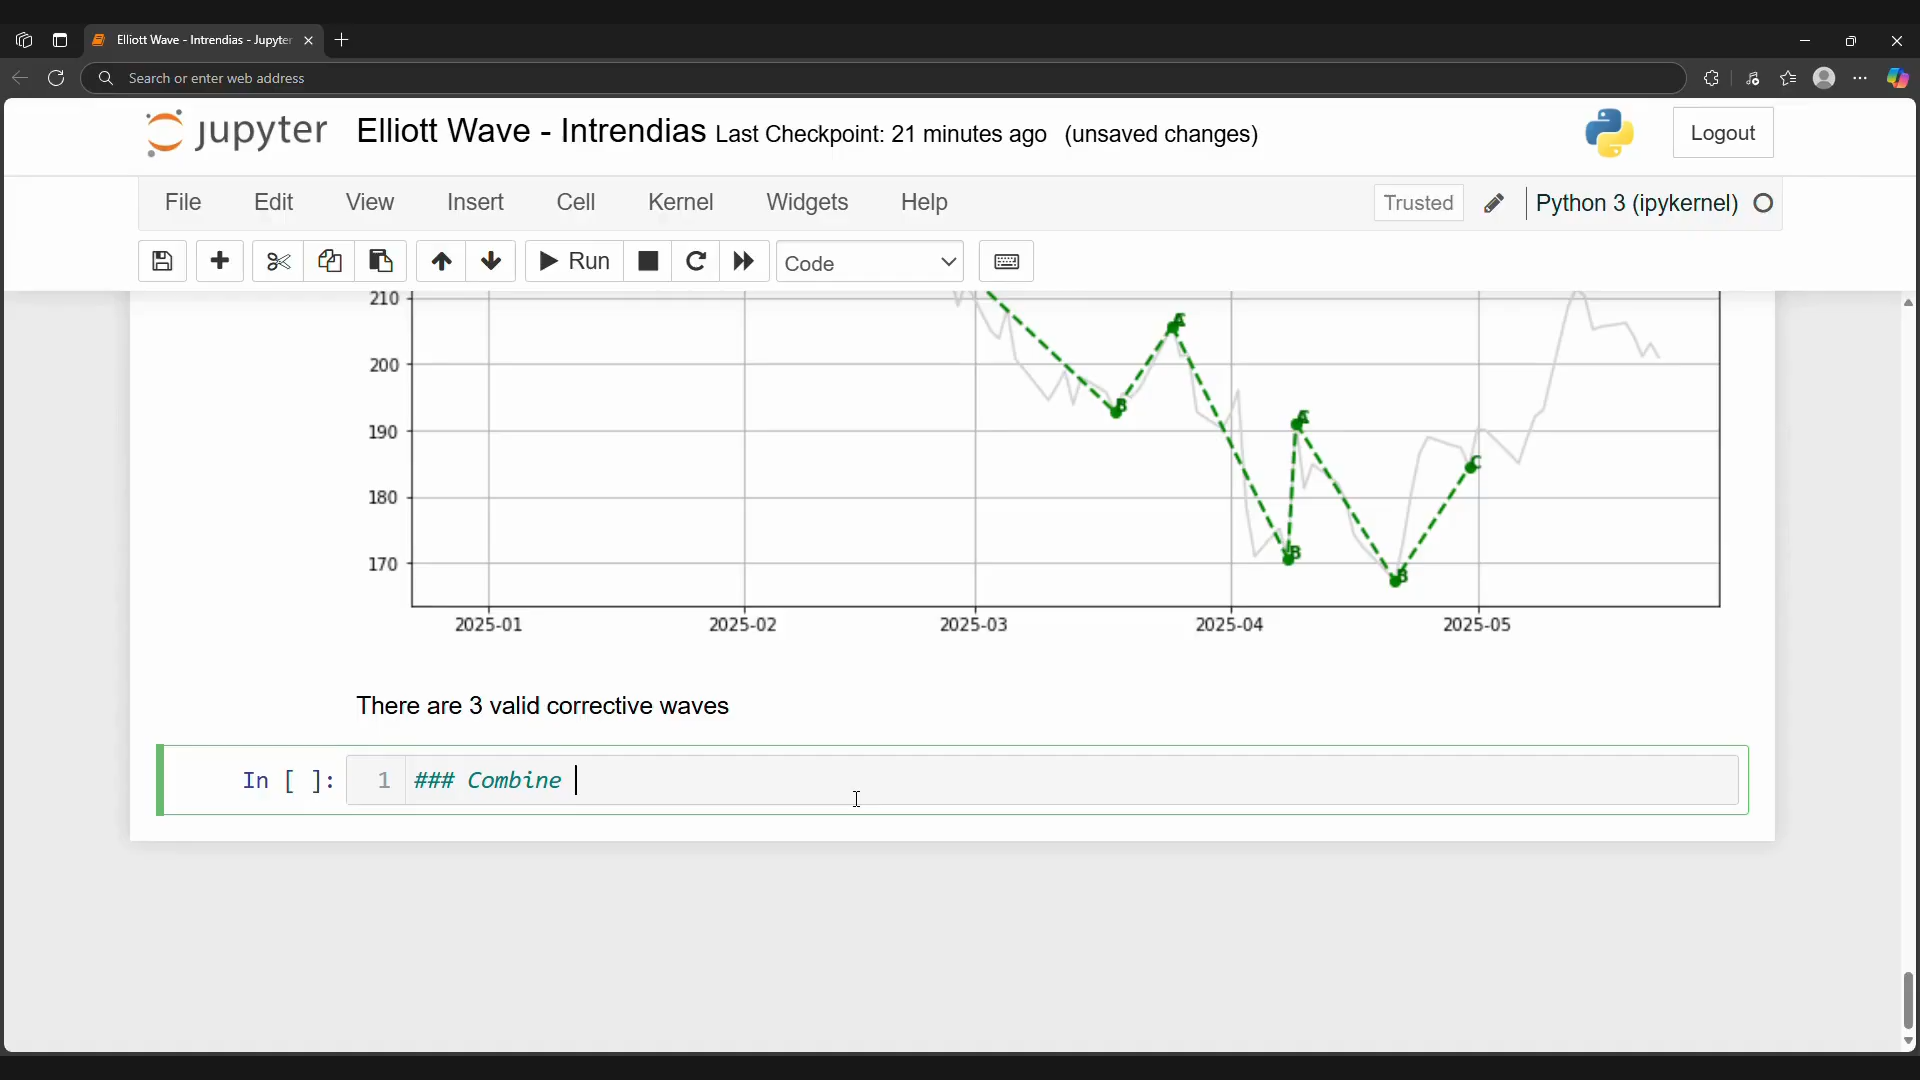 Elliott Wave - Intrendias - Jupyter
Search or enter web address
jupyter Elliott Wave - Intrendias Last Checkpoint: 21 minutes ago (unsaved changes) Logout
File Edit View Insert Cell Kernel Widgets Help Trusted Python 3 (ipykernel)
Run Code
210
200
190
180
170
A
B
A
B
B
C
2025-01 2025-02 2025-03 2025-04 2025-05
There are 3 valid corrective waves
In [ ]: 1 ### Combine